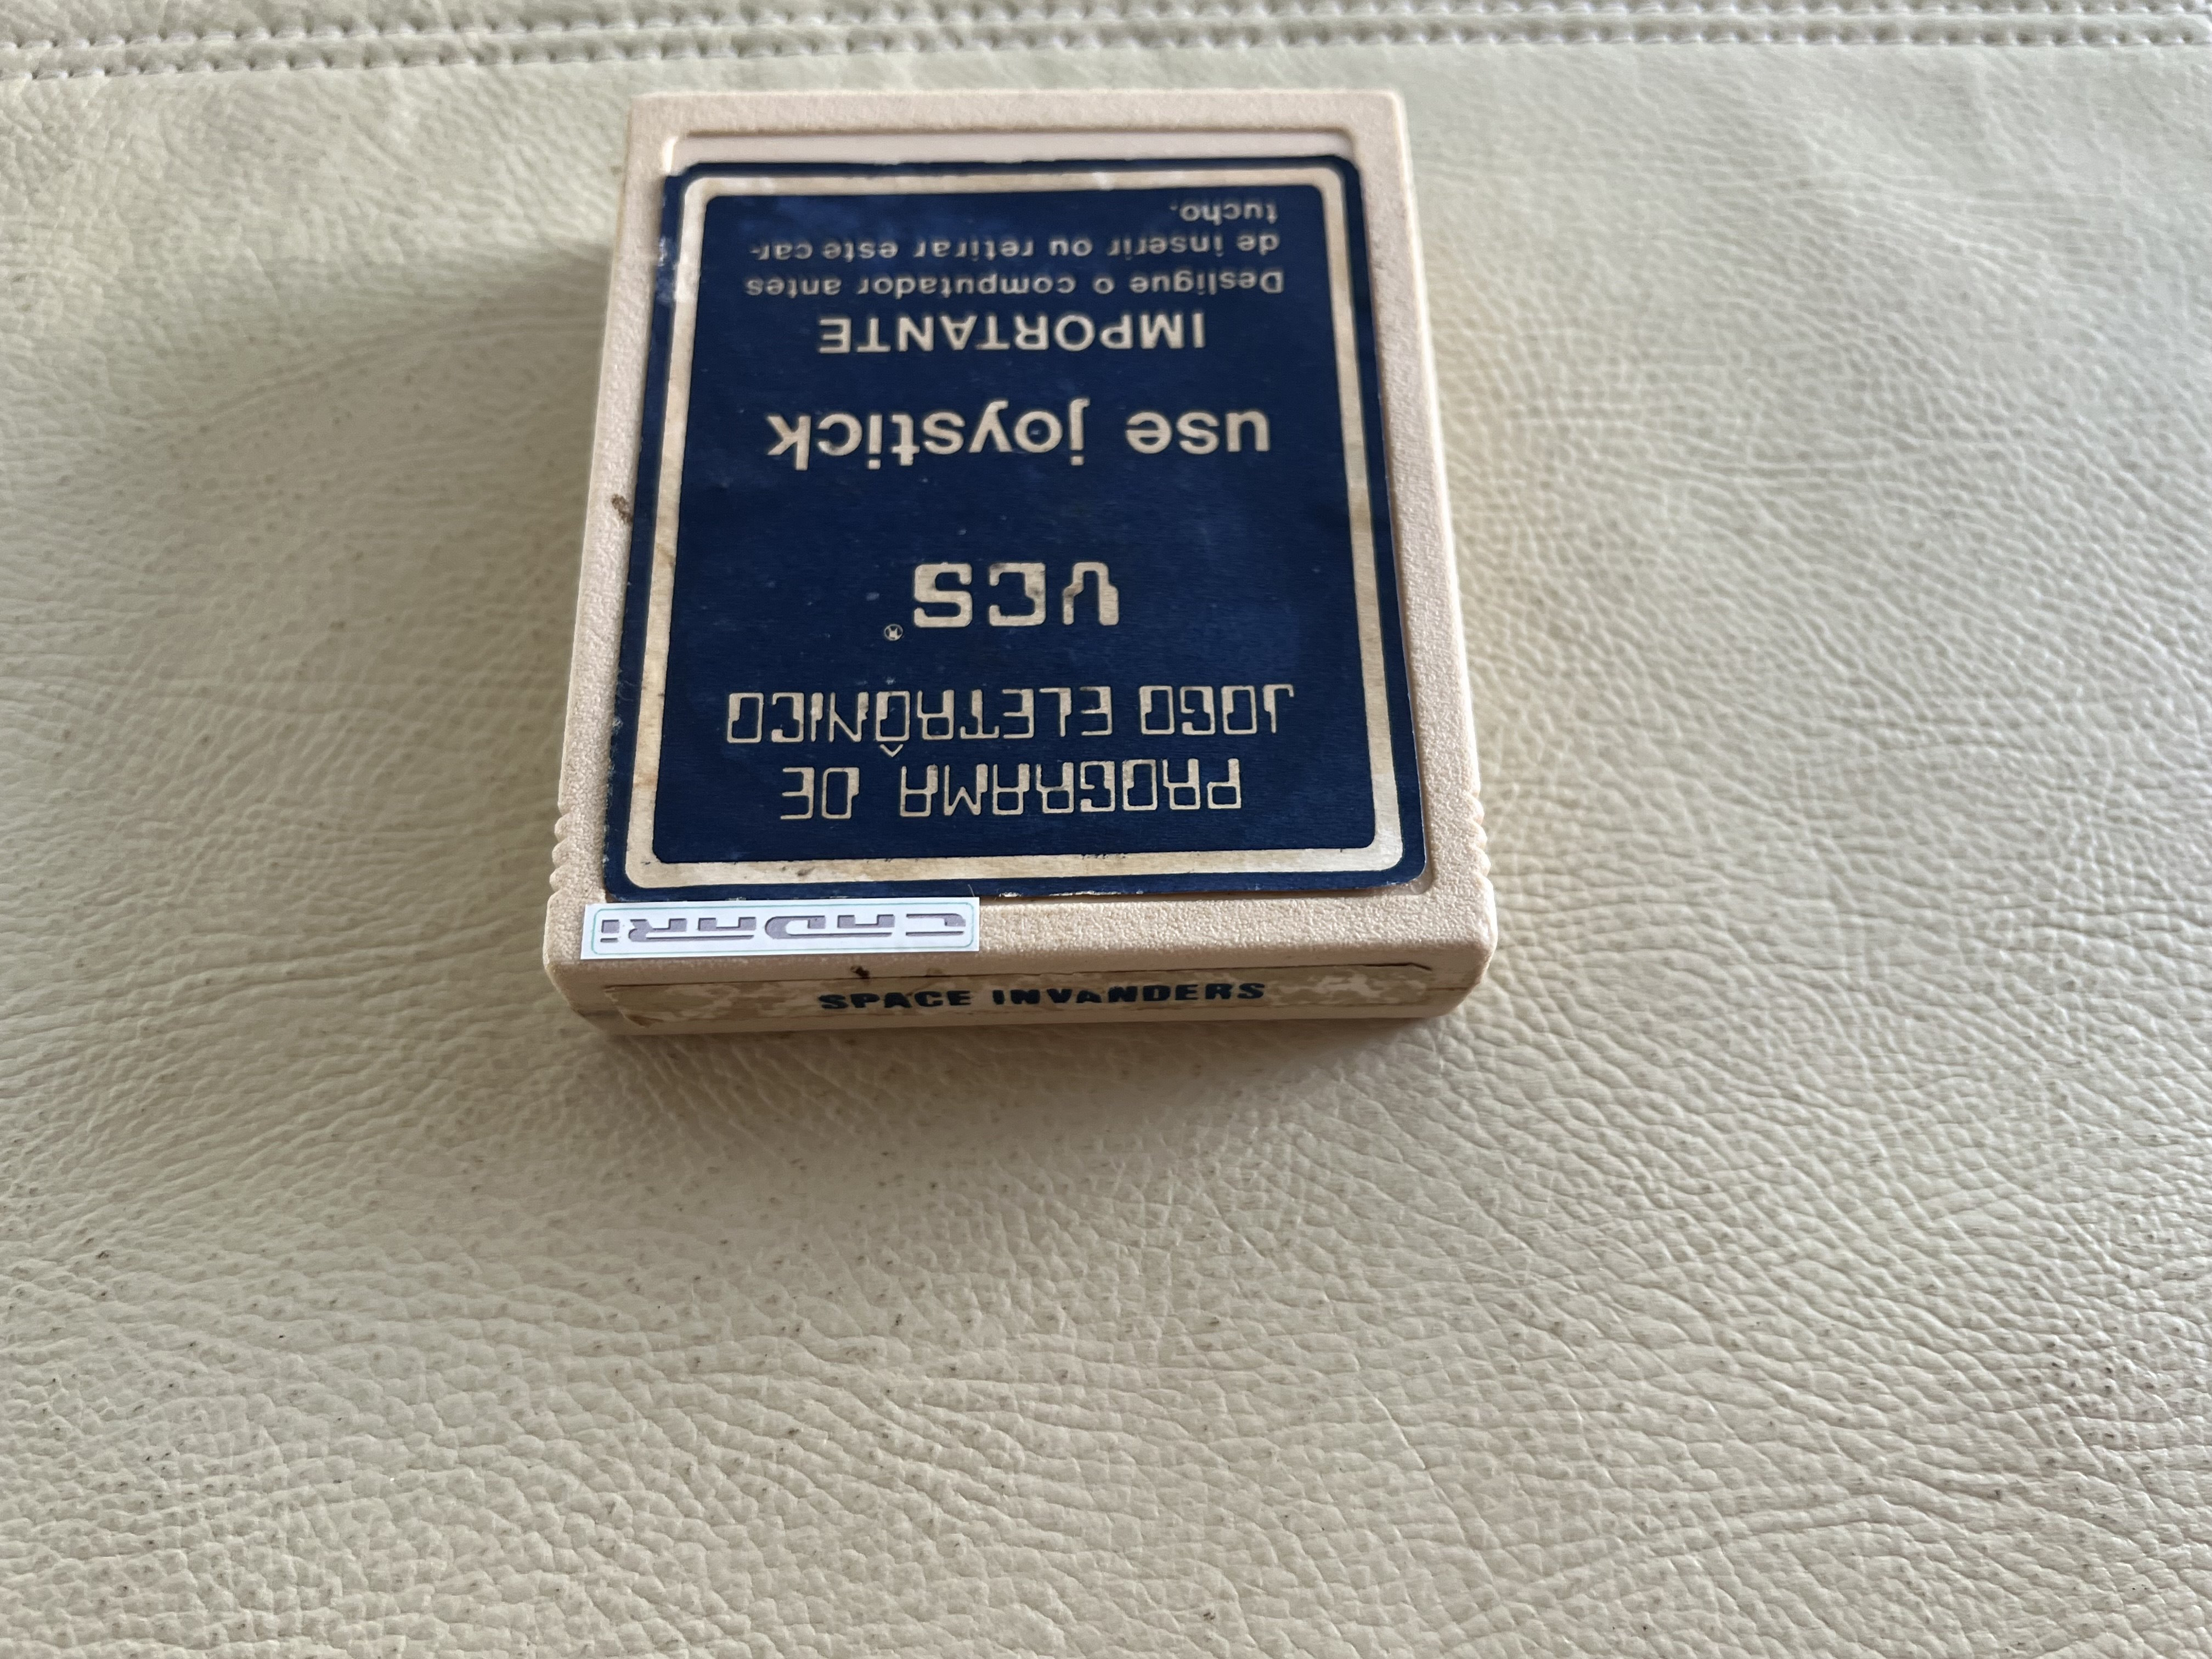 PROGRAMA DE
JOGO ELETRÔNICO
VCS
use joystick
IMPORTANTE
Desligue o computador antes
de inserir ou retirar este car-
tucho.
CADARI
SPACE INVANDERS